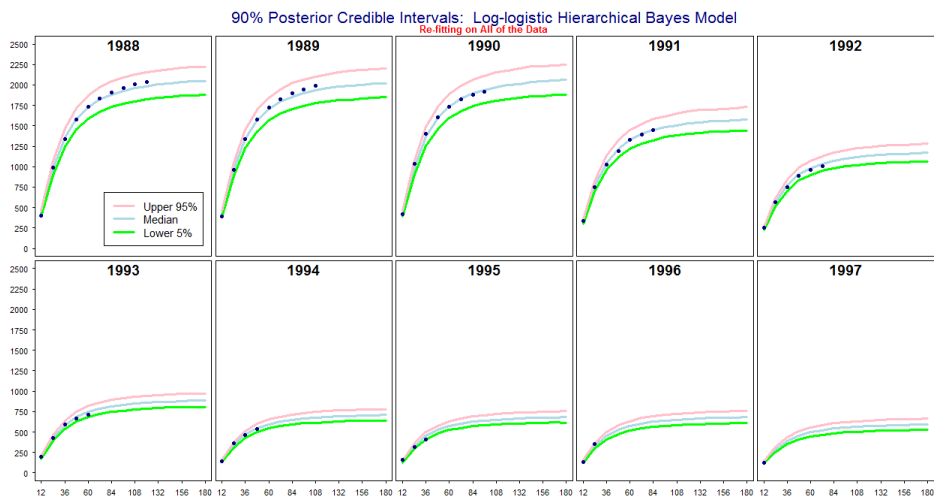 90% Posterior Credible Intervals: Log-logistic Hierarchical Bayes Model
Re-fitting on All of the Data
1988 1989 1990 1991 1992
2500
2250
2000
1750
1500
1250
1000
750
500
250
0
Upper 95%
Median
Lower 5%
1993 1994 1995 1996 1997
2500
2250
2000
1750
1500
1250
1000
750
500
250
0
12 36 60 84 108 132 156 180 12 36 60 84 108 132 156 180 12 36 60 84 108 132 156 180 12 36 60 84 108 132 156 180 12 36 60 84 108 132 156 180